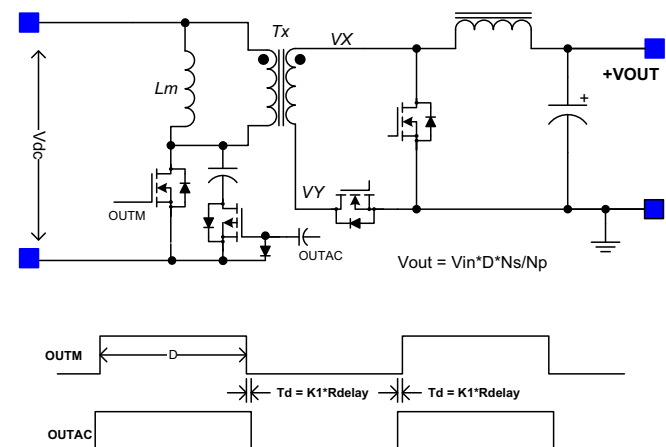 Tx
VX
Lm
+VOUT
+
Vdc
VY
OUTM
OUTAC
Vout = Vin*D*Ns/Np
OUTM
D
Td = K1*Rdelay
Td = K1*Rdelay
OUTAC